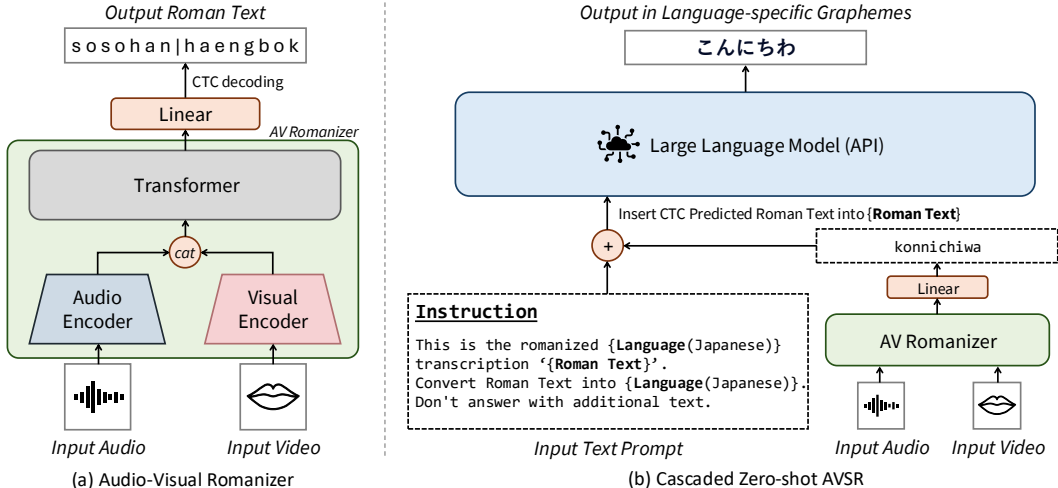 Output Roman Text
sosohan|haengbok
CTC decoding
Linear
AV Romanizer
Transformer
cat
Audio
Encoder
Visual
Encoder
Input Audio
Input Video
(a) Audio-Visual Romanizer
Output in Language-specific Graphemes
こんにちわ
Large Language Model (API)
Insert CTC Predicted Roman Text into {Roman Text}
+
konnichiwa
Linear
AV Romanizer
Instruction
This is the romanized {Language(Japanese)}
transcription ‘{Roman Text}’.
Convert Roman Text into {Language(Japanese)}.
Don't answer with additional text.
Input Text Prompt
Input Audio
Input Video
(b) Cascaded Zero-shot AVSR